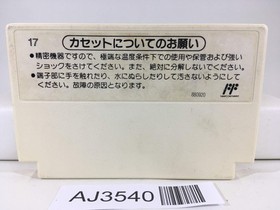 17
カセットについてのお願い
●精密機器ですので、極端な温度条件下での使用や保管および強い
ショックをさけてください。また、絶対に分解しないでください。
●端子部に手を触れたり、水にぬらしたりして汚さないようにして
ください。故障の原因となります。
AJ3540